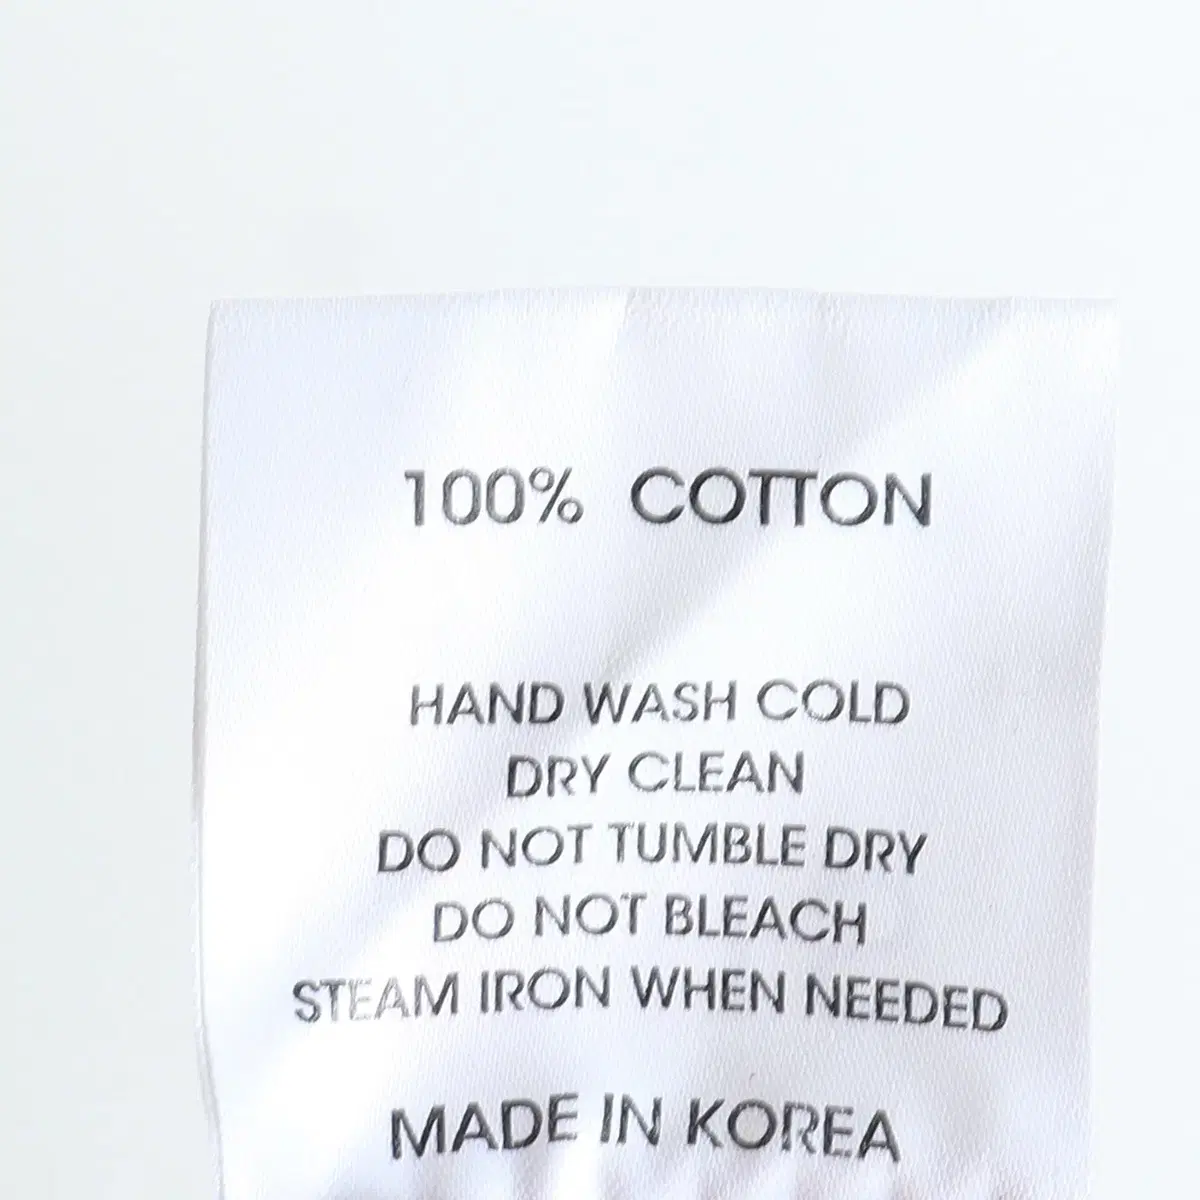 100% COTTON
HAND WASH COLD
DRY CLEAN
DO NOT TUMBLE DRY
DO NOT BLEACH
STEAM IRON WHEN NEEDED
MADE IN KOREA